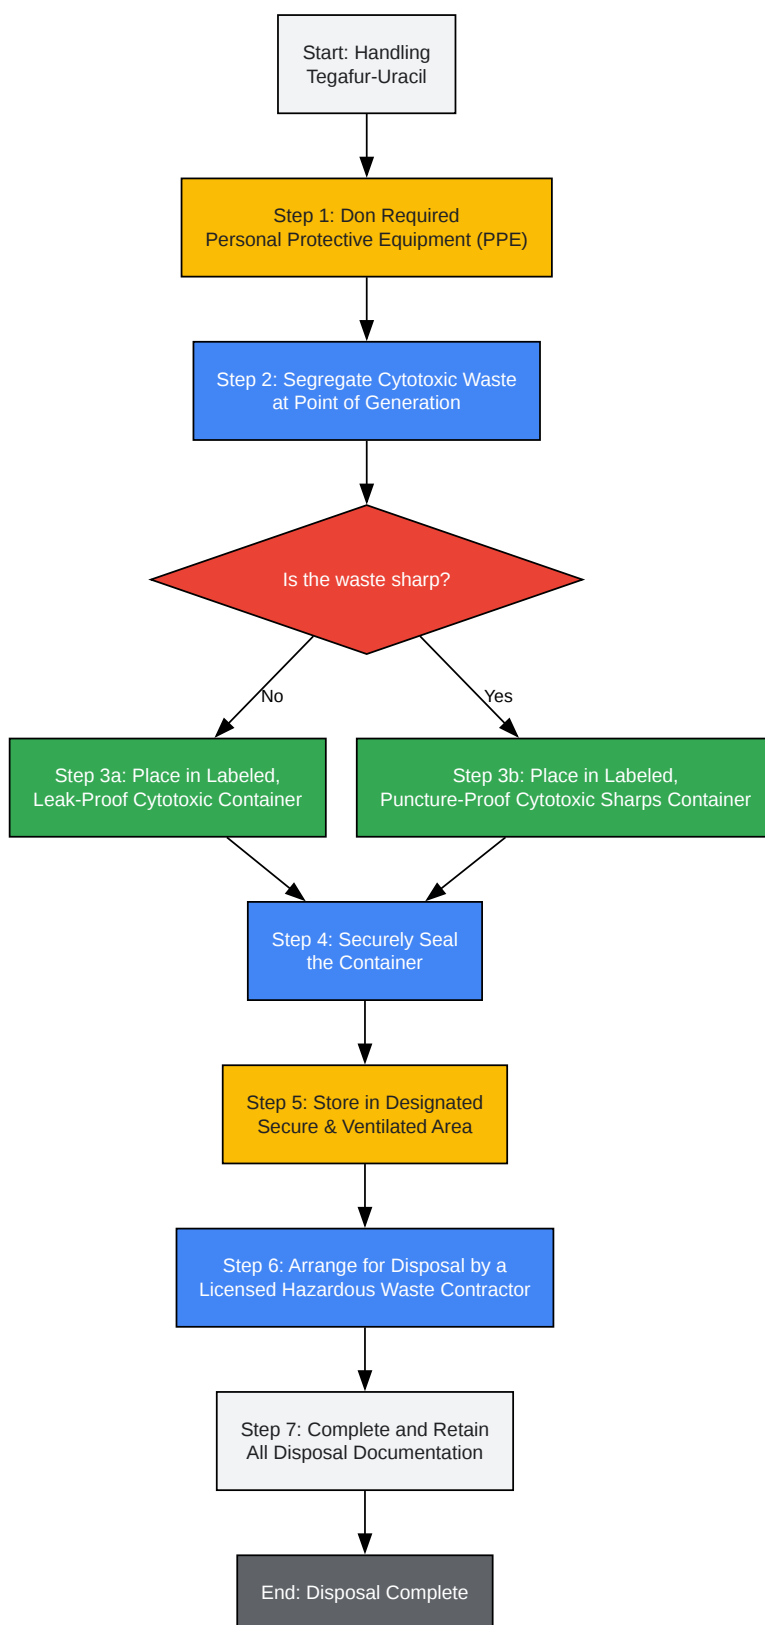 Start: Handling
Tegafur-Uracil
Step 1: Don Required
Personal Protective Equipment (PPE)
Step 2: Segregate Cytotoxic Waste
at Point of Generation
Is the waste sharp?
No
Yes
Step 3a: Place in Labeled,
Leak-Proof Cytotoxic Container
Step 3b: Place in Labeled,
Puncture-Proof Cytotoxic Sharps Container
Step 4: Securely Seal
the Container
Step 5: Store in Designated
Secure & Ventilated Area
Step 6: Arrange for Disposal by a
Licensed Hazardous Waste Contractor
Step 7: Complete and Retain
All Disposal Documentation
End: Disposal Complete